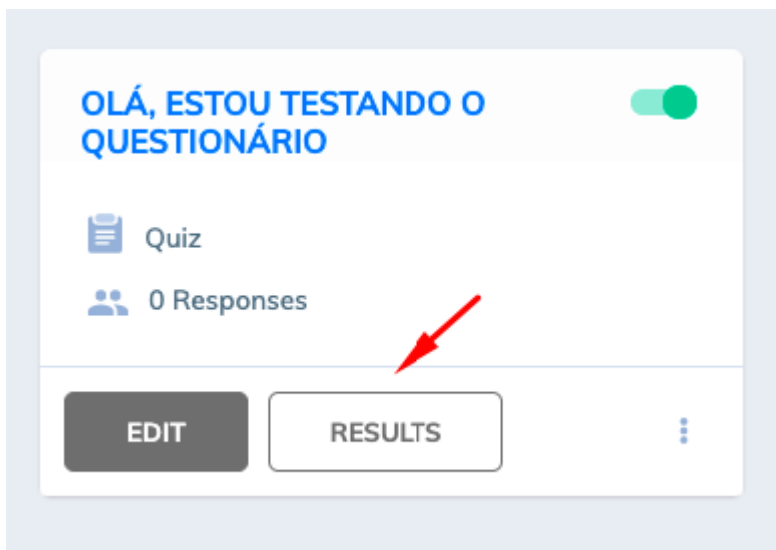 OLÁ, ESTOU TESTANDO O
QUESTIONÁRIO
Quiz
0 Responses
EDIT
RESULTS